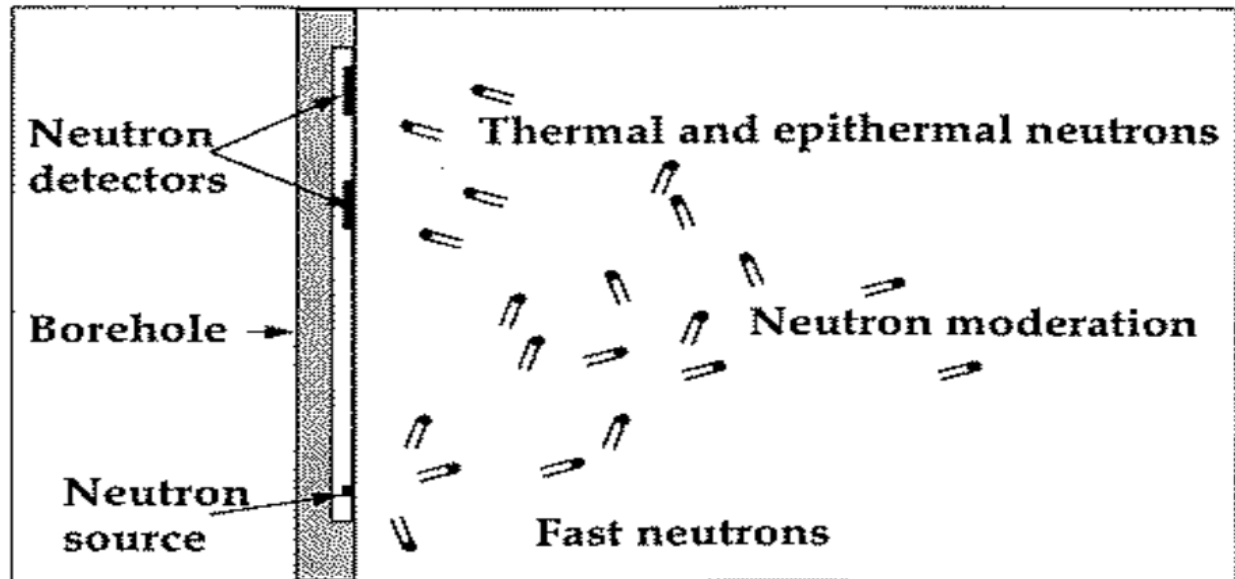 Neutron
detectors
Thermal and epithermal neutrons
Borehole
Neutron moderation
Neutron
source
Fast neutrons